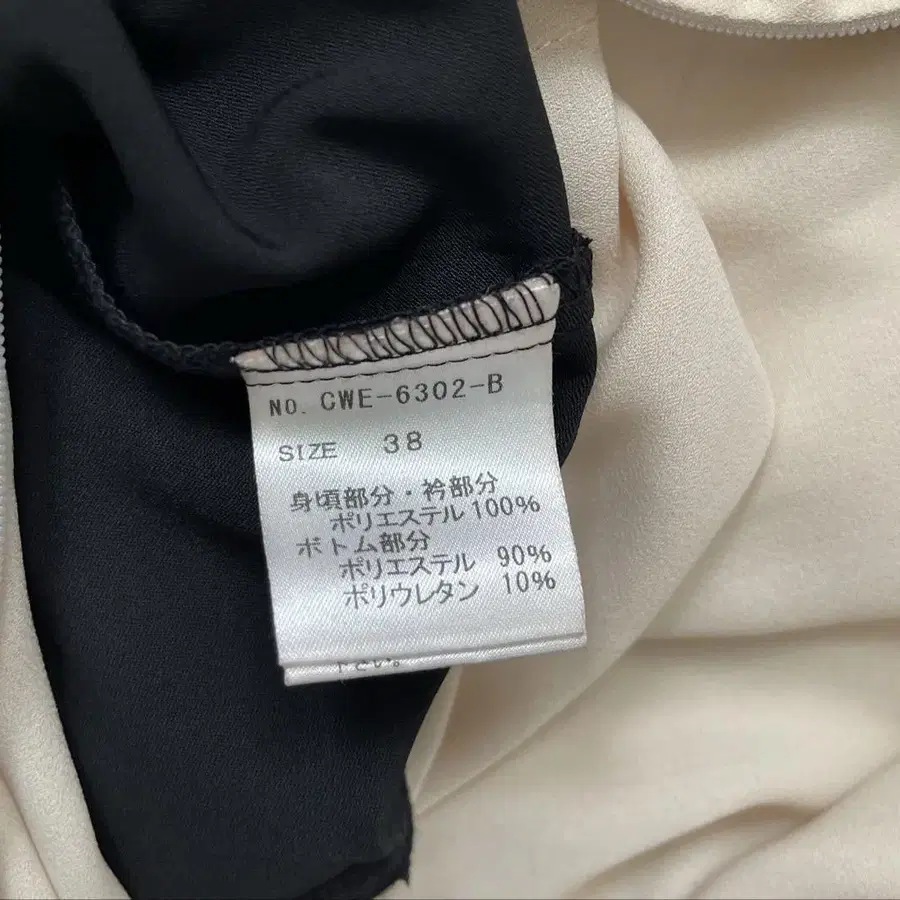 NO. CWE-6302-B
SIZE 38
身頃部分・衿部分
ポリエステル 100%
ボトム部分
ポリエステル 90%
ポリウレタン 10%